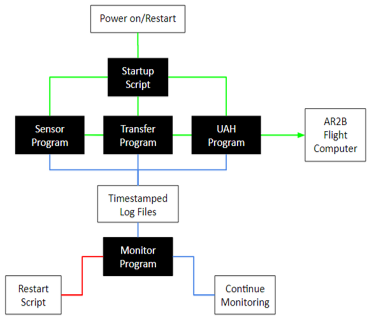 Power on/Restart
Startup
Script
Sensor
Program
Transfer
Program
UAH
Program
AR2B
Flight
Computer
Timestamped
Log Files
Monitor
Program
Restart
Script
Continue
Monitoring